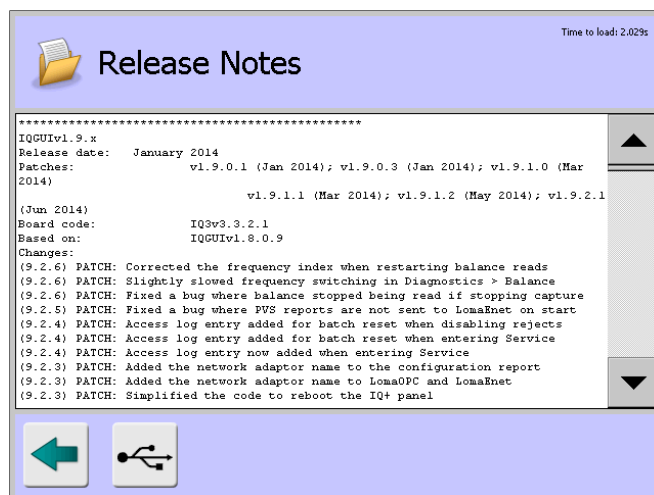 Time to load: 2.029s
Release Notes
************************************************
IQGUIv1.9.x
Release date: January 2014
Patches: v1.9.0.1 (Jan 2014); v1.9.0.3 (Jan 2014); v1.9.1.0 (Mar
2014)
v1.9.1.1 (Mar 2014); v1.9.1.2 (May 2014); v1.9.2.1
(Jun 2014)
Board code: IQ3v3.3.2.1
Based on: IQGUIv1.8.0.9
Changes:
(9.2.6) PATCH: Corrected the frequency index when restarting balance reads
(9.2.6) PATCH: Slightly slowed frequency switching in Diagnostics > Balance
(9.2.6) PATCH: Fixed a bug where balance stopped being read if stopping capture
(9.2.5) PATCH: Fixed a bug where PVS reports are not sent to LomaEnet on start
(9.2.4) PATCH: Access log entry added for batch reset when disabling rejects
(9.2.4) PATCH: Access log entry added for batch reset when entering Service
(9.2.4) PATCH: Access log entry now added when entering Service
(9.2.3) PATCH: Added the network adaptor name to the configuration report
(9.2.3) PATCH: Added the network adaptor name to LomaOPC and LomaEnet
(9.2.3) PATCH: Simplified the code to reboot the IQ+ panel